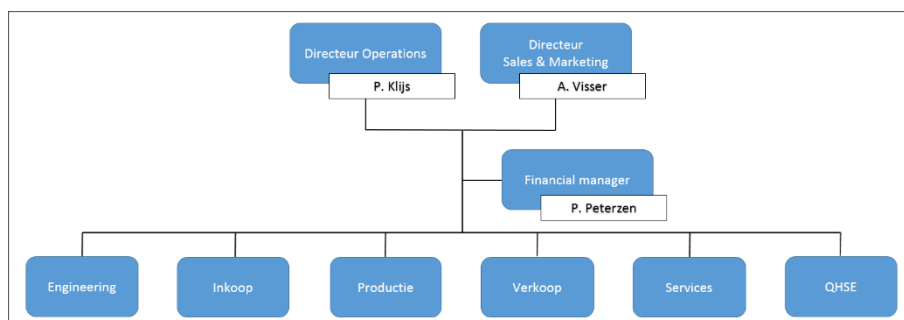 Directeur Operations
P. Klijs
Directeur
Sales & Marketing
A. Visser
Financial manager
P. Peterzen
Engineering
Inkoop
Productie
Verkoop
Services
QHSE